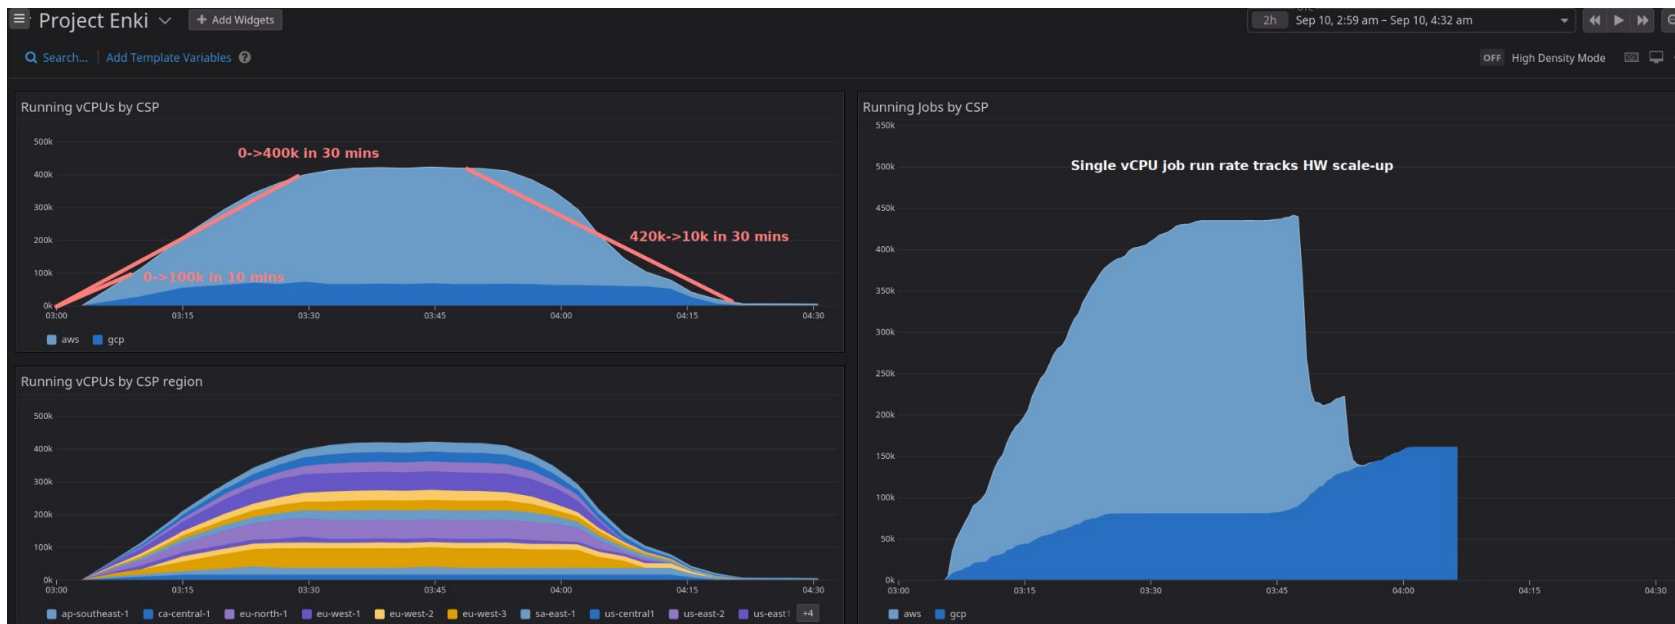 Project Enki
+ Add Widgets
2h Sep 10, 2:59 am – Sep 10, 4:32 am
Search... | Add Template Variables ?
OFF High Density Mode
Running vCPUs by CSP
500k
400k
300k
200k
100k
0k
0->400k in 30 mins
420k->10k in 30 mins
0->100k in 10 mins
03:00 03:15 03:30 03:45 04:00 04:15 04:30
aws gcp
Running vCPUs by CSP region
500k
400k
300k
200k
100k
0k
03:00 03:15 03:30 03:45 04:00 04:15 04:30
ap-southeast-1 ca-central-1 eu-north-1 eu-west-1 eu-west-2 eu-west-3 sa-east-1 us-central1 us-east-2 us-east1 +4
Running Jobs by CSP
550k
500k
450k
400k
350k
300k
250k
200k
150k
100k
50k
0k
Single vCPU job run rate tracks HW scale-up
03:00 03:15 03:30 03:45 04:00 04:15 04:30
aws gcp